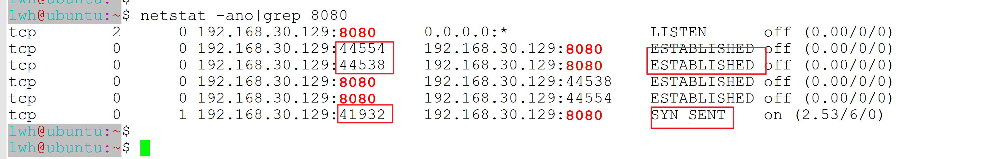 lwh@ubuntu:~$
lwh@ubuntu:~$ netstat -ano|grep 8080
tcp        2      0 192.168.30.129:8080     0.0.0.0:*               LISTEN      off (0.00/0/0)
tcp        0      0 192.168.30.129:44554    192.168.30.129:8080     ESTABLISHED off (0.00/0/0)
tcp        0      0 192.168.30.129:44538    192.168.30.129:8080     ESTABLISHED off (0.00/0/0)
tcp        0      0 192.168.30.129:8080     192.168.30.129:44538    ESTABLISHED off (0.00/0/0)
tcp        0      0 192.168.30.129:8080     192.168.30.129:44554    ESTABLISHED off (0.00/0/0)
tcp        0      1 192.168.30.129:41932    192.168.30.129:8080     SYN_SENT    on (2.53/6/0)
lwh@ubuntu:~$
lwh@ubuntu:~$